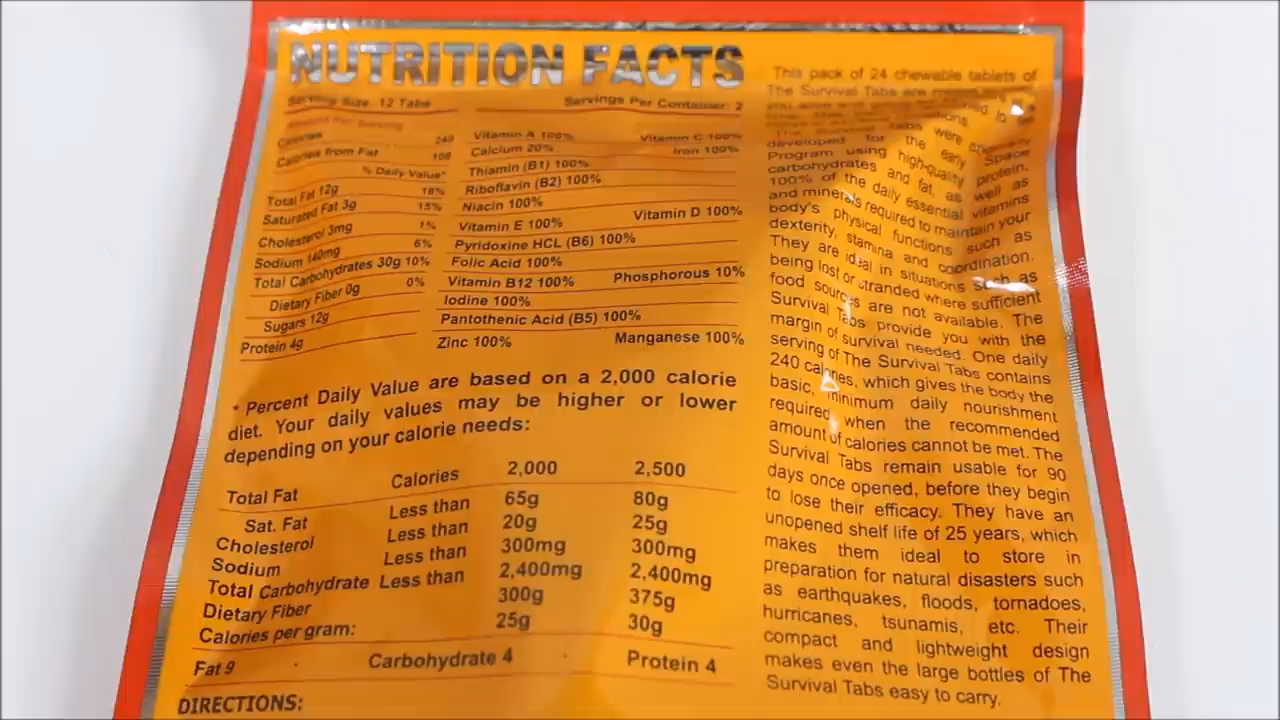 NUTRITION FACTS
Serving Size: 12 Tabs
Servings Per Container: 2
Amount Per Serving
Calories 240
Calories from Fat 108
% Daily Value*
Total Fat 12g 18%
Saturated Fat 3g 15%
Cholesterol 3mg 1%
Sodium 140mg 6%
Total Carbohydrates 30g 10%
Dietary Fiber 0g 0%
Sugars 12g
Protein 4g
Vitamin A 100% Vitamin C 100%
Calcium 20% Iron 100%
Thiamin (B1) 100%
Riboflavin (B2) 100%
Niacin 100%
Vitamin E 100% Vitamin D 100%
Pyridoxine HCL (B6) 100%
Folic Acid 100%
Vitamin B12 100% Phosphorous 10%
Iodine 100%
Pantothenic Acid (B5) 100%
Zinc 100% Manganese 100%
* Percent Daily Value are based on a 2,000 calorie
diet. Your daily values may be higher or lower
depending on your calorie needs:
Calories 2,000 2,500
Total Fat Less than 65g 80g
Sat. Fat Less than 20g 25g
Cholesterol Less than 300mg 300mg
Sodium Less than 2,400mg 2,400mg
Total Carbohydrate 300g 375g
Dietary Fiber 25g 30g
Calories per gram:
Fat 9 Carbohydrate 4 Protein 4
DIRECTIONS:
This pack of 24 chewable tablets of
The Survival Tabs are
The Survival Tabs were
developed for the early Space
Program using high-quality protein,
carbohydrates and fat, as well as
100% of the daily essential vitamins
and minerals required to maintain your
body's physical functions such as
dexterity, stamina and coordination.
They are ideal in situations such as
being lost or stranded where sufficient
food sources are not available. The
Survival Tabs provide you with the
margin of survival needed. One daily
serving of The Survival Tabs contains
240 calories, which gives the body the
basic, minimum daily nourishment
required when the recommended
amount of calories cannot be met. The
Survival Tabs remain usable for 90
days once opened, before they begin
to lose their efficacy. They have an
unopened shelf life of 25 years, which
makes them ideal to store in
preparation for natural disasters such
as earthquakes, floods, tornadoes,
hurricanes, tsunamis, etc. Their
compact and lightweight design
makes even the large bottles of The
Survival Tabs easy to carry.